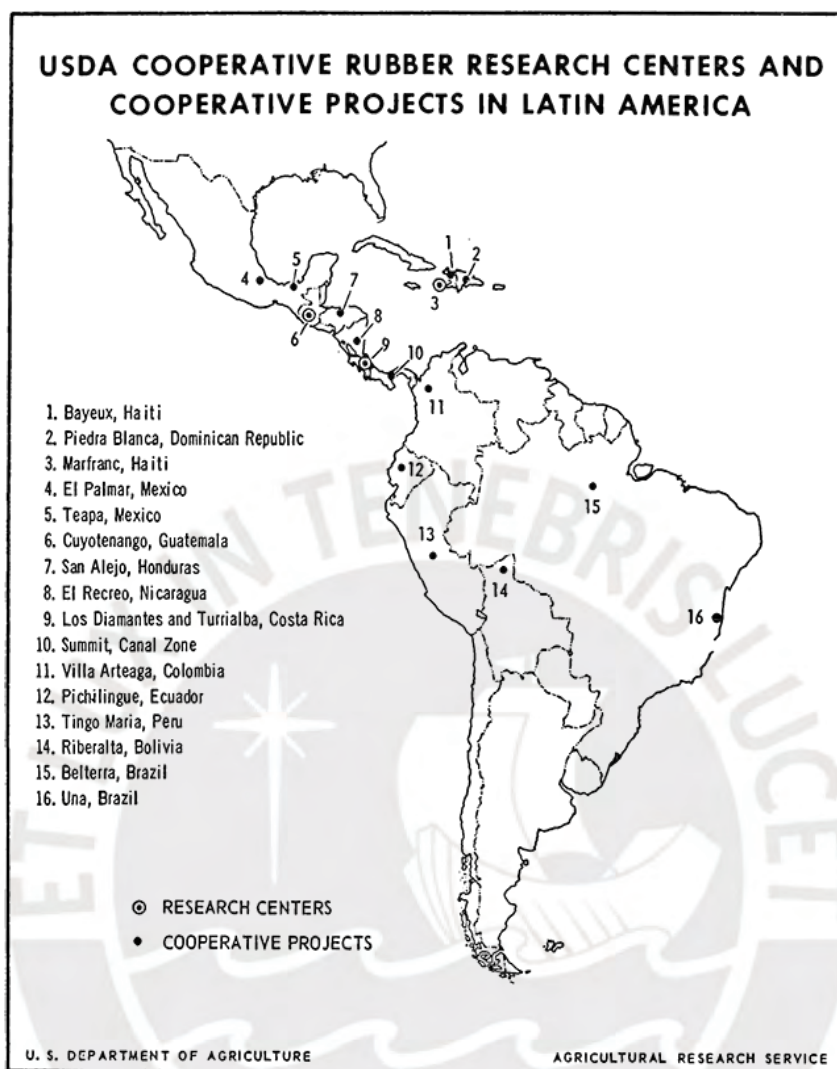 USDA COOPERATIVE RUBBER RESEARCH CENTERS AND
COOPERATIVE PROJECTS IN LATIN AMERICA
1
2
3
4
5
6
7
8
9
10
11
12
13
14
15
16
1. Bayeux, Haiti
2. Piedra Blanca, Dominican Republic
3. Marfranc, Haiti
4. El Palmar, Mexico
5. Teapa, Mexico
6. Cuyotenango, Guatemala
7. San Alejo, Honduras
8. El Recreo, Nicaragua
9. Los Diamantes and Turrialba, Costa Rica
10. Summit, Canal Zone
11. Villa Arteaga, Colombia
12. Pichilingue, Ecuador
13. Tingo Maria, Peru
14. Riberalta, Bolivia
15. Belterra, Brazil
16. Una, Brazil
RESEARCH CENTERS
COOPERATIVE PROJECTS
ET LUX IN TENEBRIS LUCET
U. S. DEPARTMENT OF AGRICULTURE
AGRICULTURAL RESEARCH SERVICE